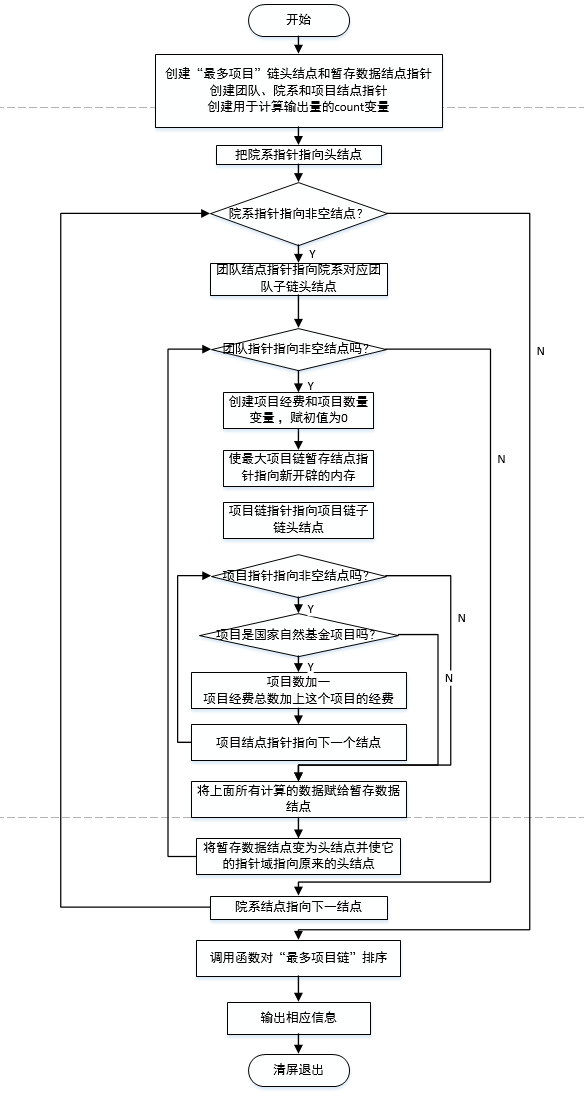 开始
创建“最多项目”链头结点和暂存数据结点指针
创建团队、院系和项目结点指针
创建用于计算输出量的count变量
把院系指针指向头结点
院系指针指向非空结点?
Y
团队结点指针指向院系对应团
队子链头结点
团队指针指向非空结点吗?
N
Y
创建项目经费和项目数量
变量，赋初值为0
N
使最大项目链暂存结点指
针指向新开辟的内存
项目链指针指向项目链子
链头结点
项目指针指向非空结点吗?
Y
N
项目是国家自然基金项目吗?
Y
N
项目数加一
项目经费总数加上这个项目的经费
项目结点指针指向下一个结点
将上面所有计算的数据赋给暂存数据
结点
将暂存数据结点变为头结点并使它
的指针域指向原来的头结点
院系结点指向下一结点
调用函数对“最多项目链”排序
输出相应信息
清屏退出